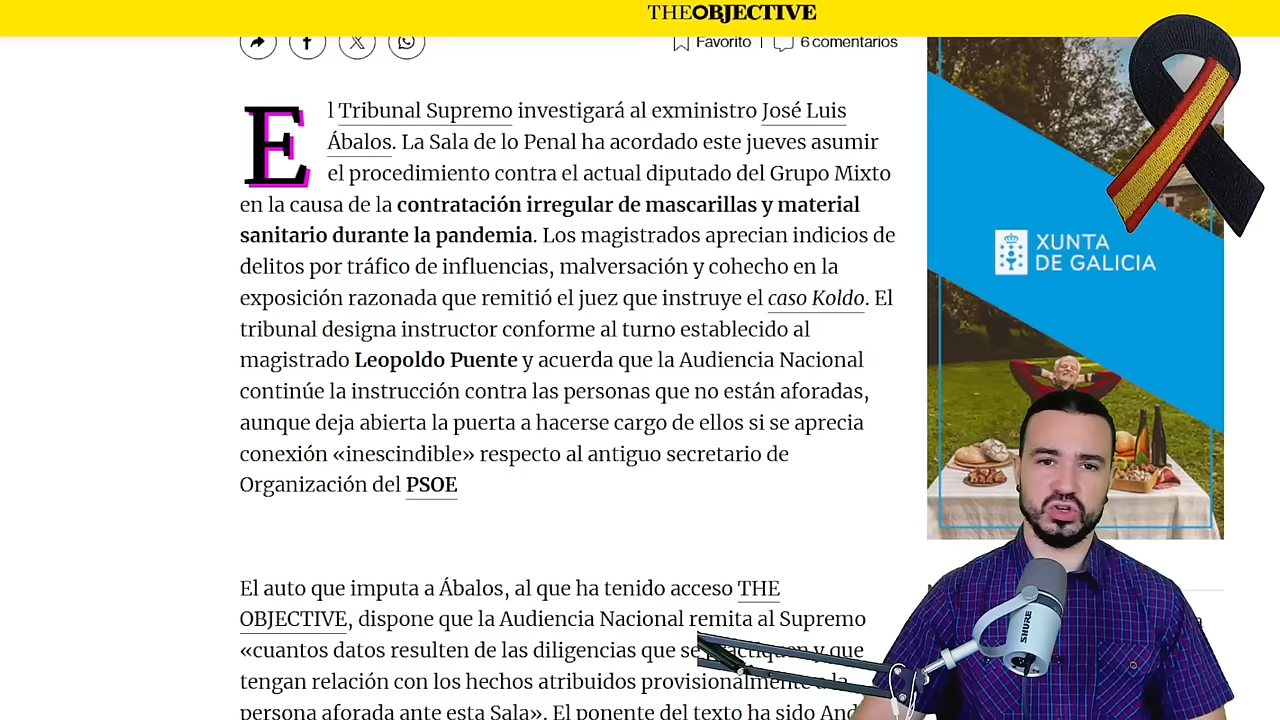 THEOBJECTIVE
Favorito
6 comentarios
El Tribunal Supremo investigará al exministro José Luis
Ábalos. La Sala de lo Penal ha acordado este jueves asumir
el procedimiento contra el actual diputado del Grupo Mixto
en la causa de la contratación irregular de mascarillas y material
sanitario durante la pandemia. Los magistrados aprecian indicios de
delitos por tráfico de influencias, malversación y cohecho en la
exposición razonada que remitió el juez que instruye el caso Koldo. El
tribunal designa instructor conforme al turno establecido al
magistrado Leopoldo Puente y acuerda que la Audiencia Nacional
continúe la instrucción contra las personas que no están aforadas,
aunque deja abierta la puerta a hacerse cargo de ellos si se aprecia
conexión «inescindible» respecto al antiguo secretario de
Organización del PSOE
El auto que imputa a Ábalos, al que ha tenido acceso THE
OBJECTIVE, dispone que la Audiencia Nacional remita al Supremo
«cuantos datos resulten de las diligencias que se practiquen y que
tengan relación con los hechos atribuidos provisionalmente a la
persona aforada ante esta Sala». El ponente del texto ha sido
XUNTA
DE GALICIA
SHURE